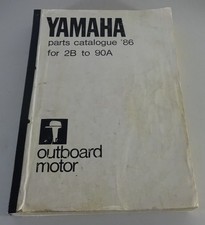 YAMAHA
parts catalogue '86
for 2B to 90A
outboard
motor